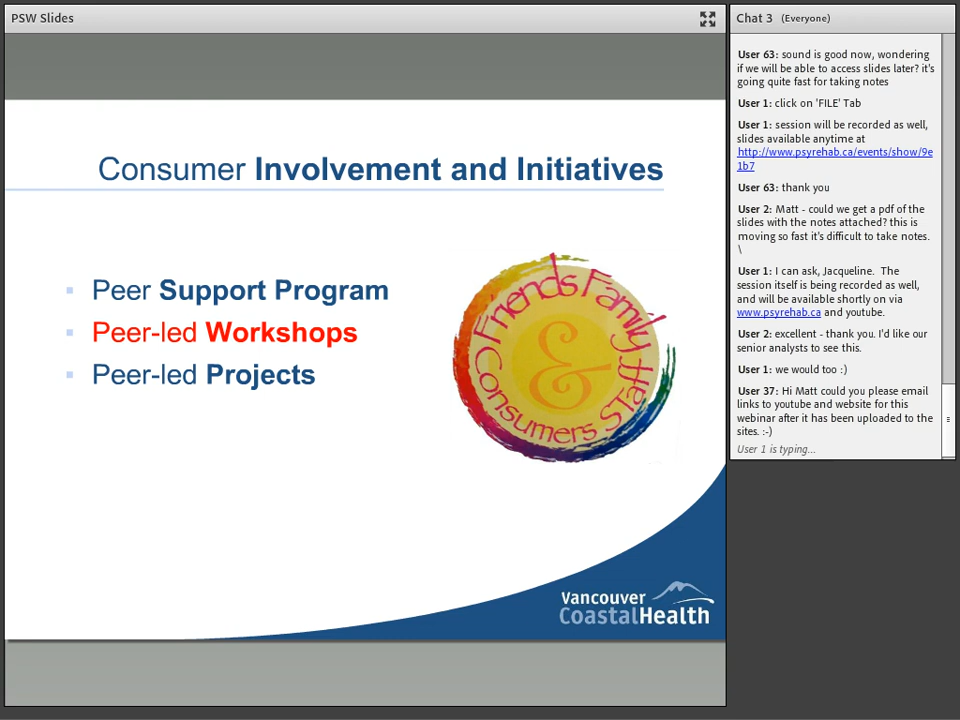 PSW Slides
Consumer Involvement and Initiatives
Peer Support Program
Peer-led Workshops
Peer-led Projects
Friends Family
&
Consumers Staff
Vancouver
CoastalHealth
Chat 3 (Everyone)
User 63: sound is good now, wondering
if we will be able to access slides later? it's
going quite fast for taking notes
User 1: click on 'FILE' Tab
User 1: session will be recorded as well,
slides available anytime at
http://www.psyrehab.ca/events/show/9e
1b7
User 63: thank you
User 2: Matt - could we get a pdf of the
slides with the notes attached? this is
moving so fast it's difficult to take notes.
\
User 1: I can ask, Jacqueline. The
session itself is being recorded as well,
and will be available shortly on via
www.psyrehab.ca and youtube.
User 2: excellent - thank you. I'd like our
senior analysts to see this.
User 1: we would too :)
User 37: Hi Matt could you please email
links to youtube and website for this
webinar after it has been uploaded to the
sites. :-)
User 1 is typing...